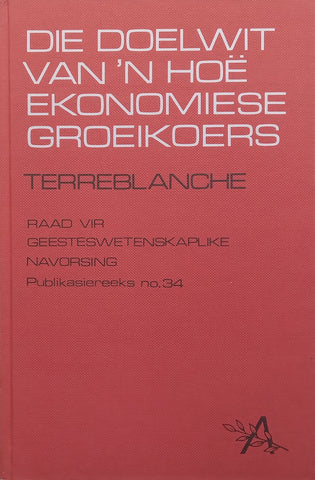 DIE DOELWIT
VAN 'N HOË
EKONOMIESE
GROEIKOERS
TERREBLANCHE
RAAD VIR
GEESTESWETENSKAPLIKE
NAVORSING
Publikasiereeks no. 34
A